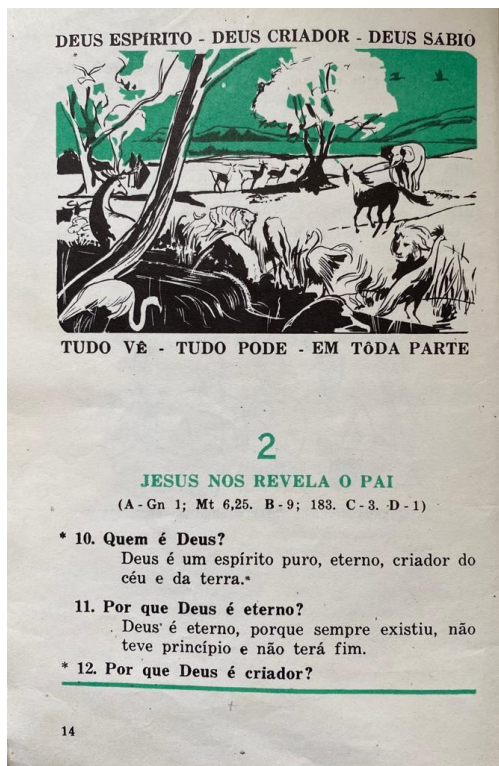 DEUS ESPÍRITO - DEUS CRIADOR - DEUS SÁBIO
TUDO VÊ - TUDO PODE - EM TÔDA PARTE
2
JESUS NOS REVELA O PAI
(A - Gn 1; Mt 6,25. B - 9; 183. C - 3. D - 1)
* 10. Quem é Deus?
Deus é um espírito puro, eterno, criador do
céu e da terra.
11. Por que Deus é eterno?
Deus é eterno, porque sempre existiu, não
teve princípio e não terá fim.
* 12. Por que Deus é criador?
14